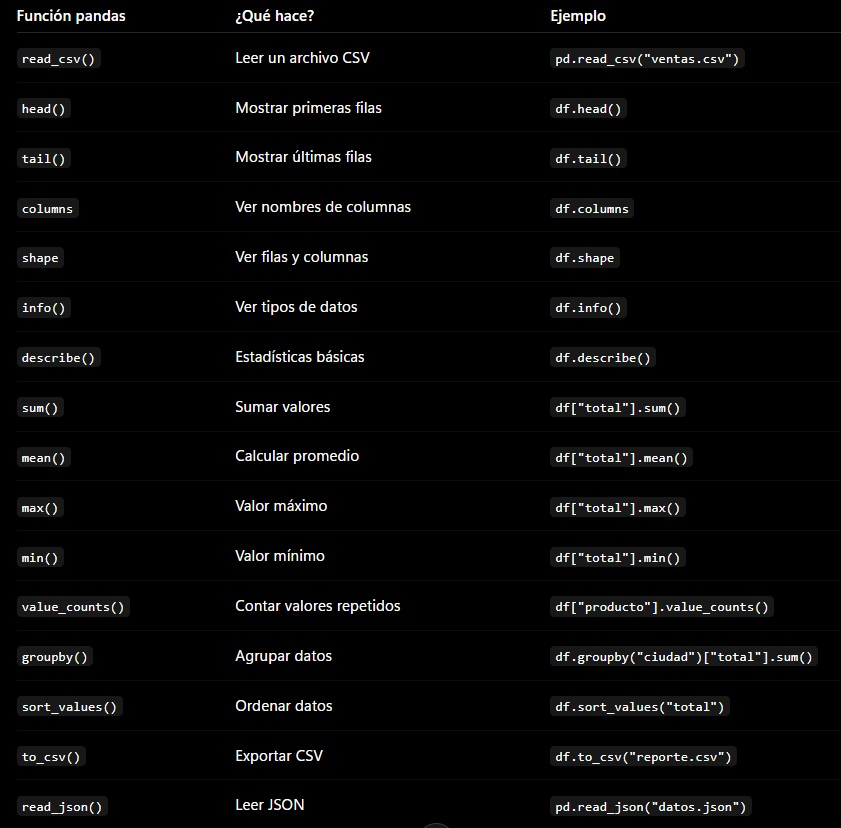 Función pandas ¿Qué hace? Ejemplo
read_csv() Leer un archivo CSV pd.read_csv("ventas.csv")
head() Mostrar primeras filas df.head()
tail() Mostrar últimas filas df.tail()
columns Ver nombres de columnas df.columns
shape Ver filas y columnas df.shape
info() Ver tipos de datos df.info()
describe() Estadísticas básicas df.describe()
sum() Sumar valores df["total"].sum()
mean() Calcular promedio df["total"].mean()
max() Valor máximo df["total"].max()
min() Valor mínimo df["total"].min()
value_counts() Contar valores repetidos df["producto"].value_counts()
groupby() Agrupar datos df.groupby("ciudad")["total"].sum()
sort_values() Ordenar datos df.sort_values("total")
to_csv() Exportar CSV df.to_csv("reporte.csv")
read_json() Leer JSON pd.read_json("datos.json")